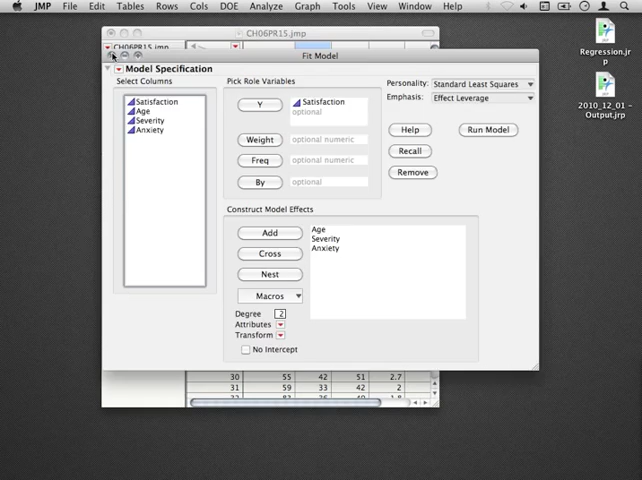 JMP File Edit Tables Rows Cols DOE Analyze Graph Tools View Window Help
CH06PR15.jmp
CH06PR15.jmp
Fit Model
Model Specification
Select Columns
Satisfaction
Age
Severity
Anxiety
Pick Role Variables
Y
Satisfaction
optional
Weight
optional numeric
Freq
optional numeric
By
optional
Personality: Standard Least Squares
Emphasis: Effect Leverage
Help
Run Model
Recall
Remove
Construct Model Effects
Add
Cross
Nest
Macros
Degree 2
Attributes
Transform
No Intercept
Age
Severity
Anxiety
30 55 42 51 2.7
31 59 33 42 2
Regression.jr
p
2010_12_01 -
Output.jrp